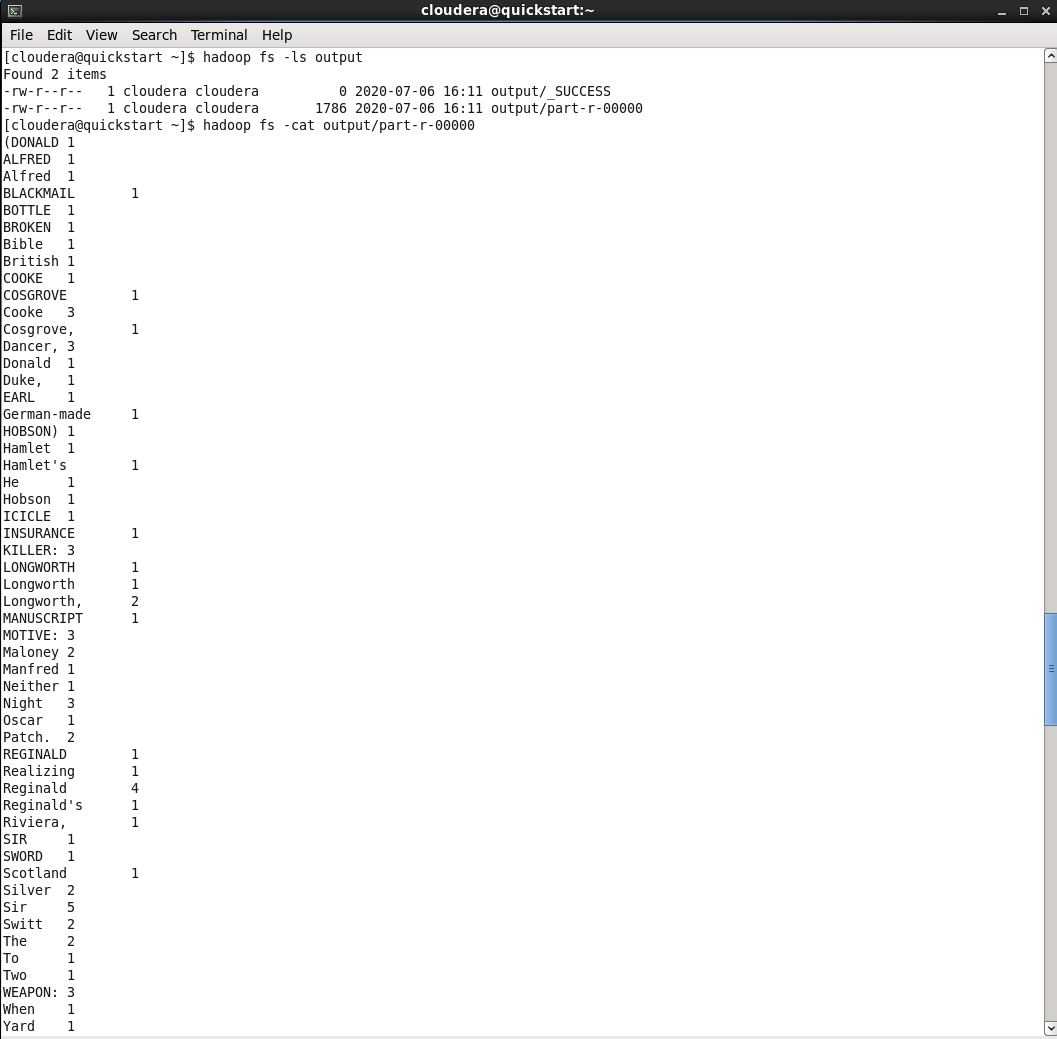 cloudera@quickstart:~
File Edit View Search Terminal Help
[cloudera@quickstart ~]$ hadoop fs -ls output
Found 2 items
-rw-r--r--   1 cloudera cloudera          0 2020-07-06 16:11 output/_SUCCESS
-rw-r--r--   1 cloudera cloudera       1786 2020-07-06 16:11 output/part-r-00000
[cloudera@quickstart ~]$ hadoop fs -cat output/part-r-00000
(DONALD 1
ALFRED  1
Alfred  1
BLACKMAIL       1
BOTTLE  1
BROKEN  1
Bible   1
British 1
COOKE   1
COSGROVE        1
Cooke   3
Cosgrove,       1
Dancer, 3
Donald  1
Duke,   1
EARL    1
German-made     1
HOBSON) 1
Hamlet  1
Hamlet's        1
He      1
Hobson  1
ICICLE  1
INSURANCE       1
KILLER: 3
LONGWORTH       1
Longworth       1
Longworth,      2
MANUSCRIPT      1
MOTIVE: 3
Maloney 2
Manfred 1
Neither 1
Night   3
Oscar   1
Patch.  2
REGINALD        1
Realizing       1
Reginald        4
Reginald's      1
Riviera,        1
SIR     1
SWORD   1
Scotland        1
Silver  2
Sir     5
Switt   2
The     2
To      1
Two     1
WEAPON: 3
When    1
Yard    1